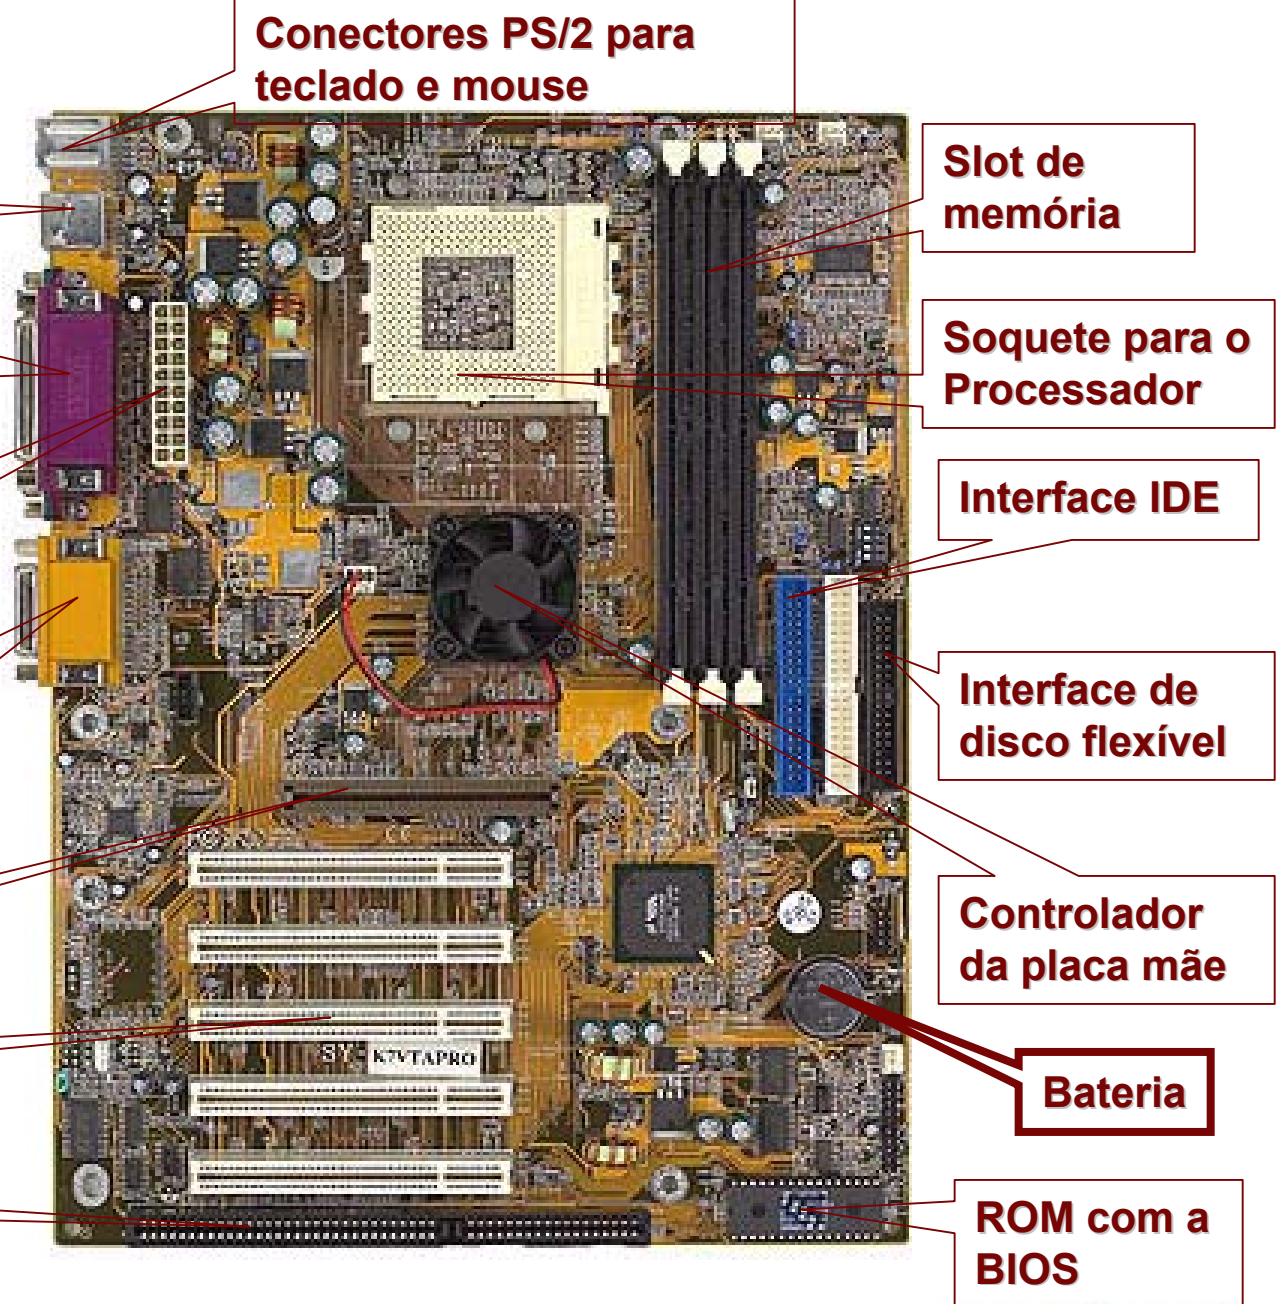 Conectores PS/2 para
teclado e mouse
Slot de
memória
Soquete para o
Processador
Interface IDE
Interface de
disco flexível
Controlador
da placa mãe
SY- K7VTAPRO
Bateria
ROM com a
BIOS